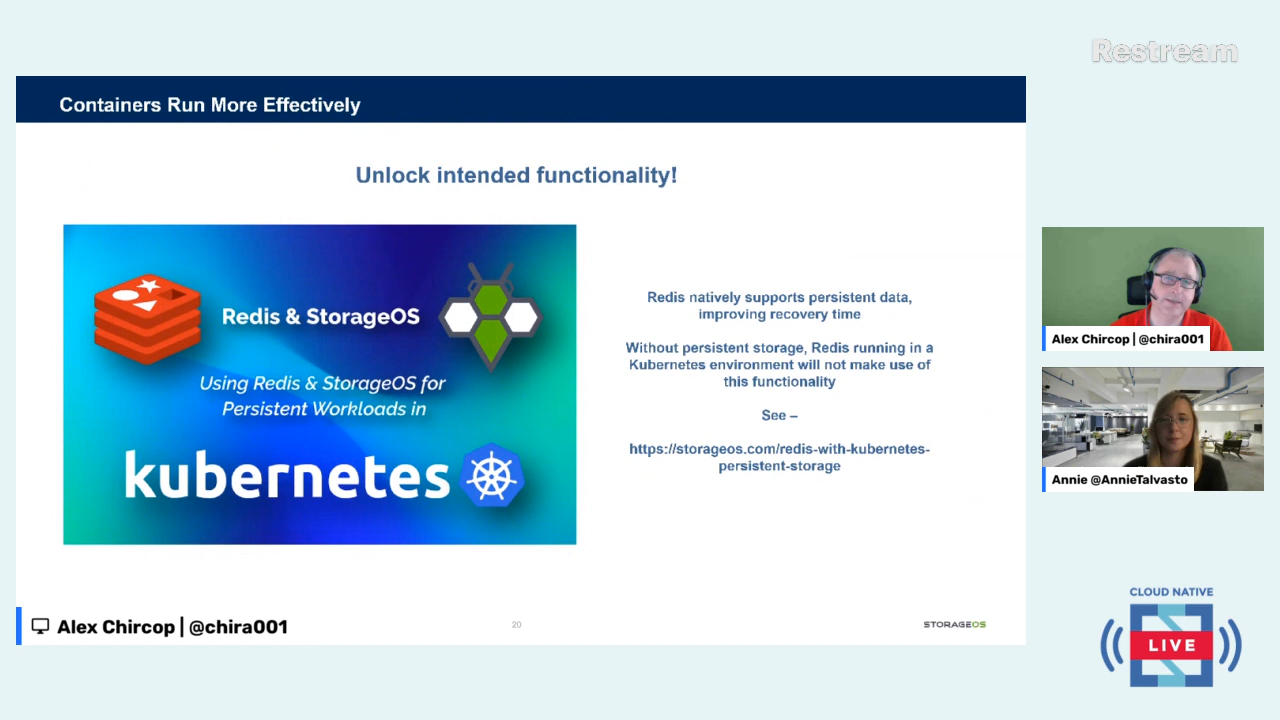 Restream
Containers Run More Effectively
Unlock intended functionality!
Redis & StorageOS
Using Redis & StorageOS for
Persistent Workloads in
kubernetes
Redis natively supports persistent data,
improving recovery time
Without persistent storage, Redis running in a
Kubernetes environment will not make use of
this functionality
See –
https://storageos.com/redis-with-kubernetes-
persistent-storage
Alex Chircop | @chira001
20
STORAGEOS
Alex Chircop | @chira001
Annie @AnnieTalvasto
CLOUD NATIVE
LIVE